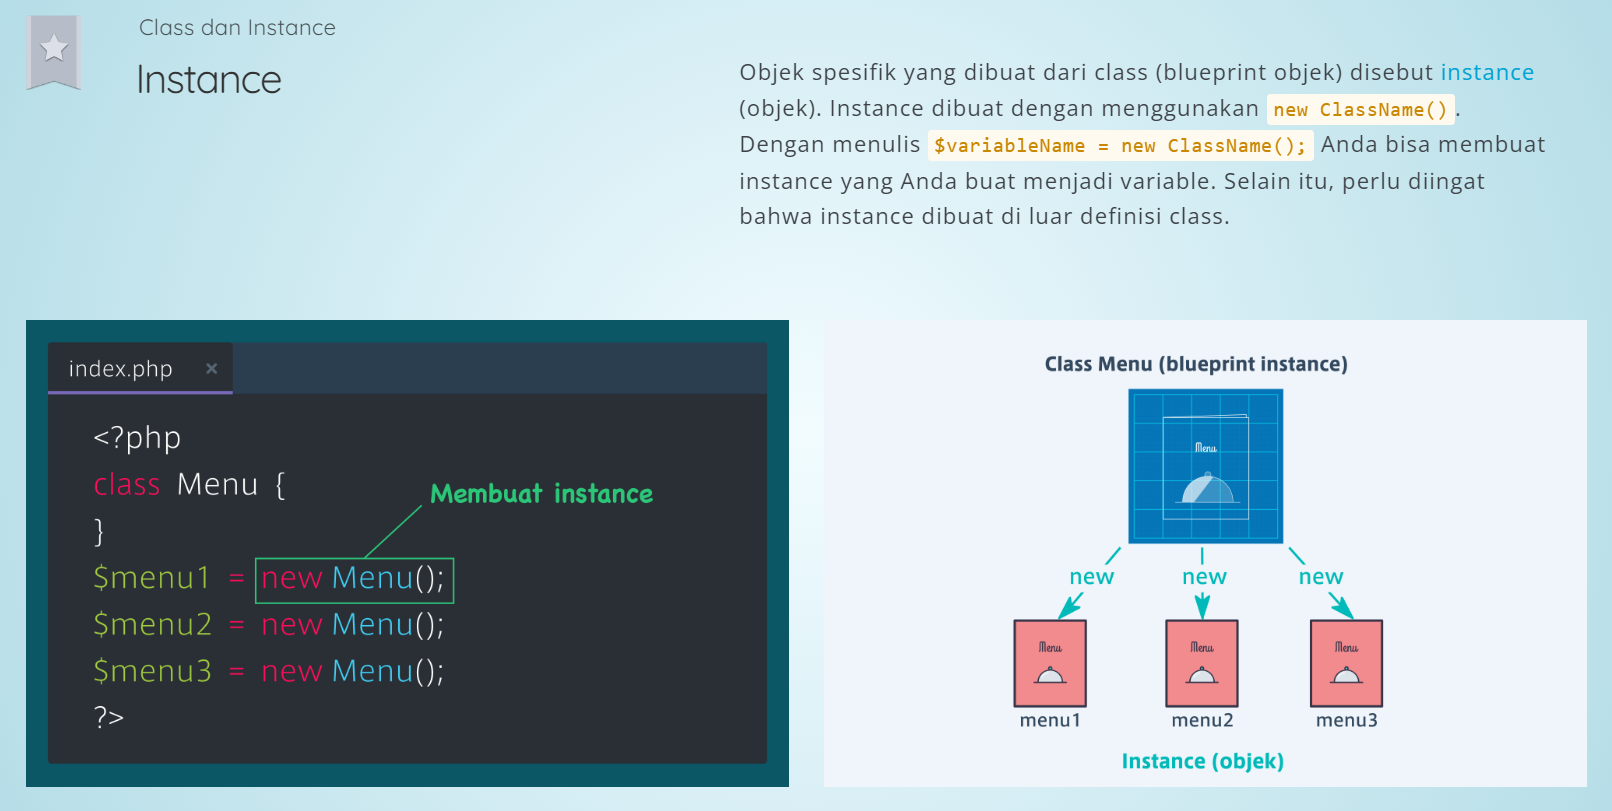 Class dan Instance
Instance
Objek spesifik yang dibuat dari class (blueprint objek) disebut instance
(objek). Instance dibuat dengan menggunakan new ClassName().
Dengan menulis $variableName = new ClassName(); Anda bisa membuat
instance yang Anda buat menjadi variable. Selain itu, perlu diingat
bahwa instance dibuat di luar definisi class.
index.php ×
<?php
class Menu {
Membuat instance
}
$menu1 = new Menu();
$menu2 = new Menu();
$menu3 = new Menu();
?>
Class Menu (blueprint instance)
Menu
new new new
Menu Menu Menu
menu1 menu2 menu3
Instance (objek)